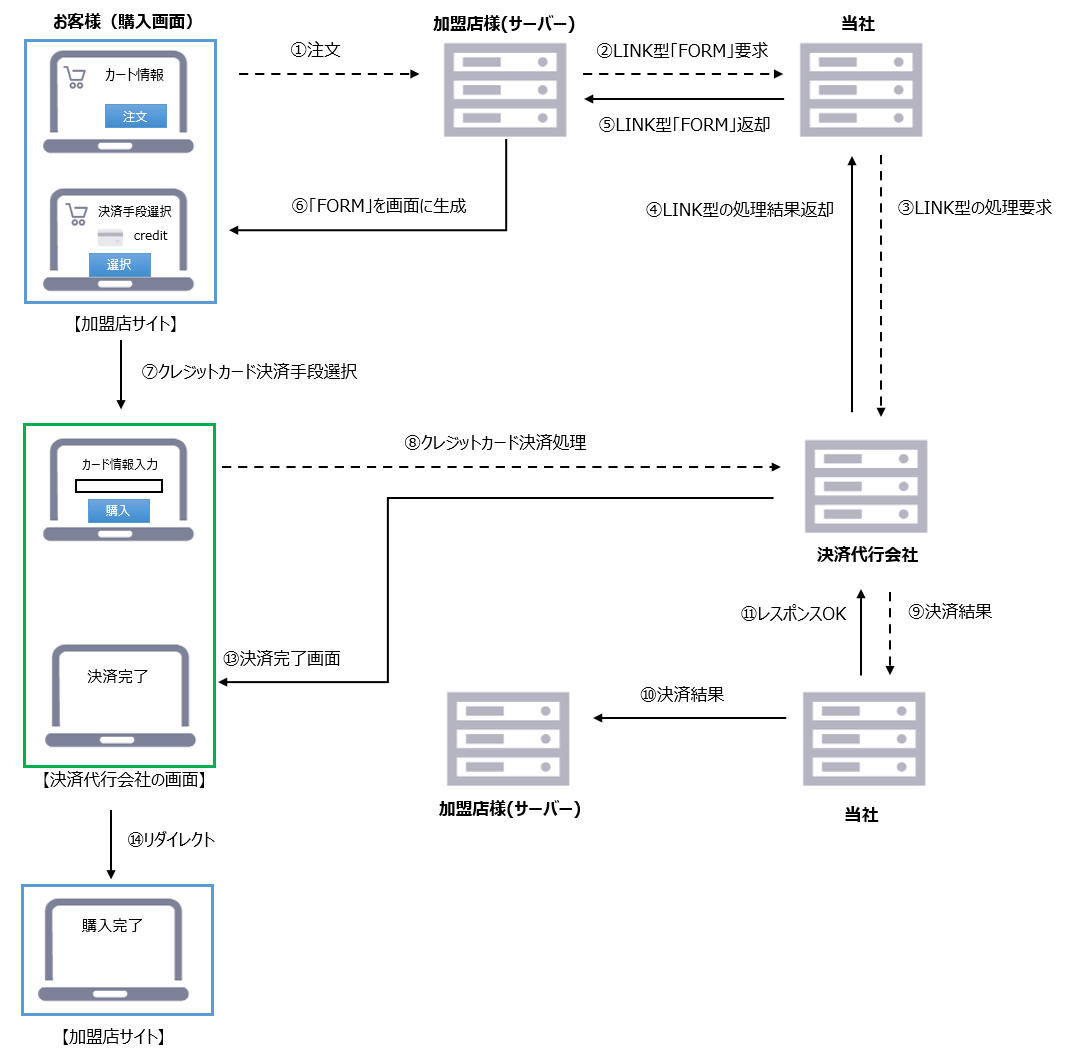 お客様（購入画面）
加盟店様(サーバー)
当社
カード情報
注文
①注文
②LINK型「FORM」要求
⑤LINK型「FORM」返却
決済手段選択
credit
選択
⑥「FORM」を画面に生成
④LINK型の処理結果返却
③LINK型の処理要求
【加盟店サイト】
⑦クレジットカード決済手段選択
カード情報入力
購入
⑧クレジットカード決済処理
決済代行会社
⑪レスポンスOK
⑨決済結果
決済完了
⑬決済完了画面
⑩決済結果
【決済代行会社の画面】
加盟店様(サーバー)
当社
⑭リダイレクト
購入完了
【加盟店サイト】